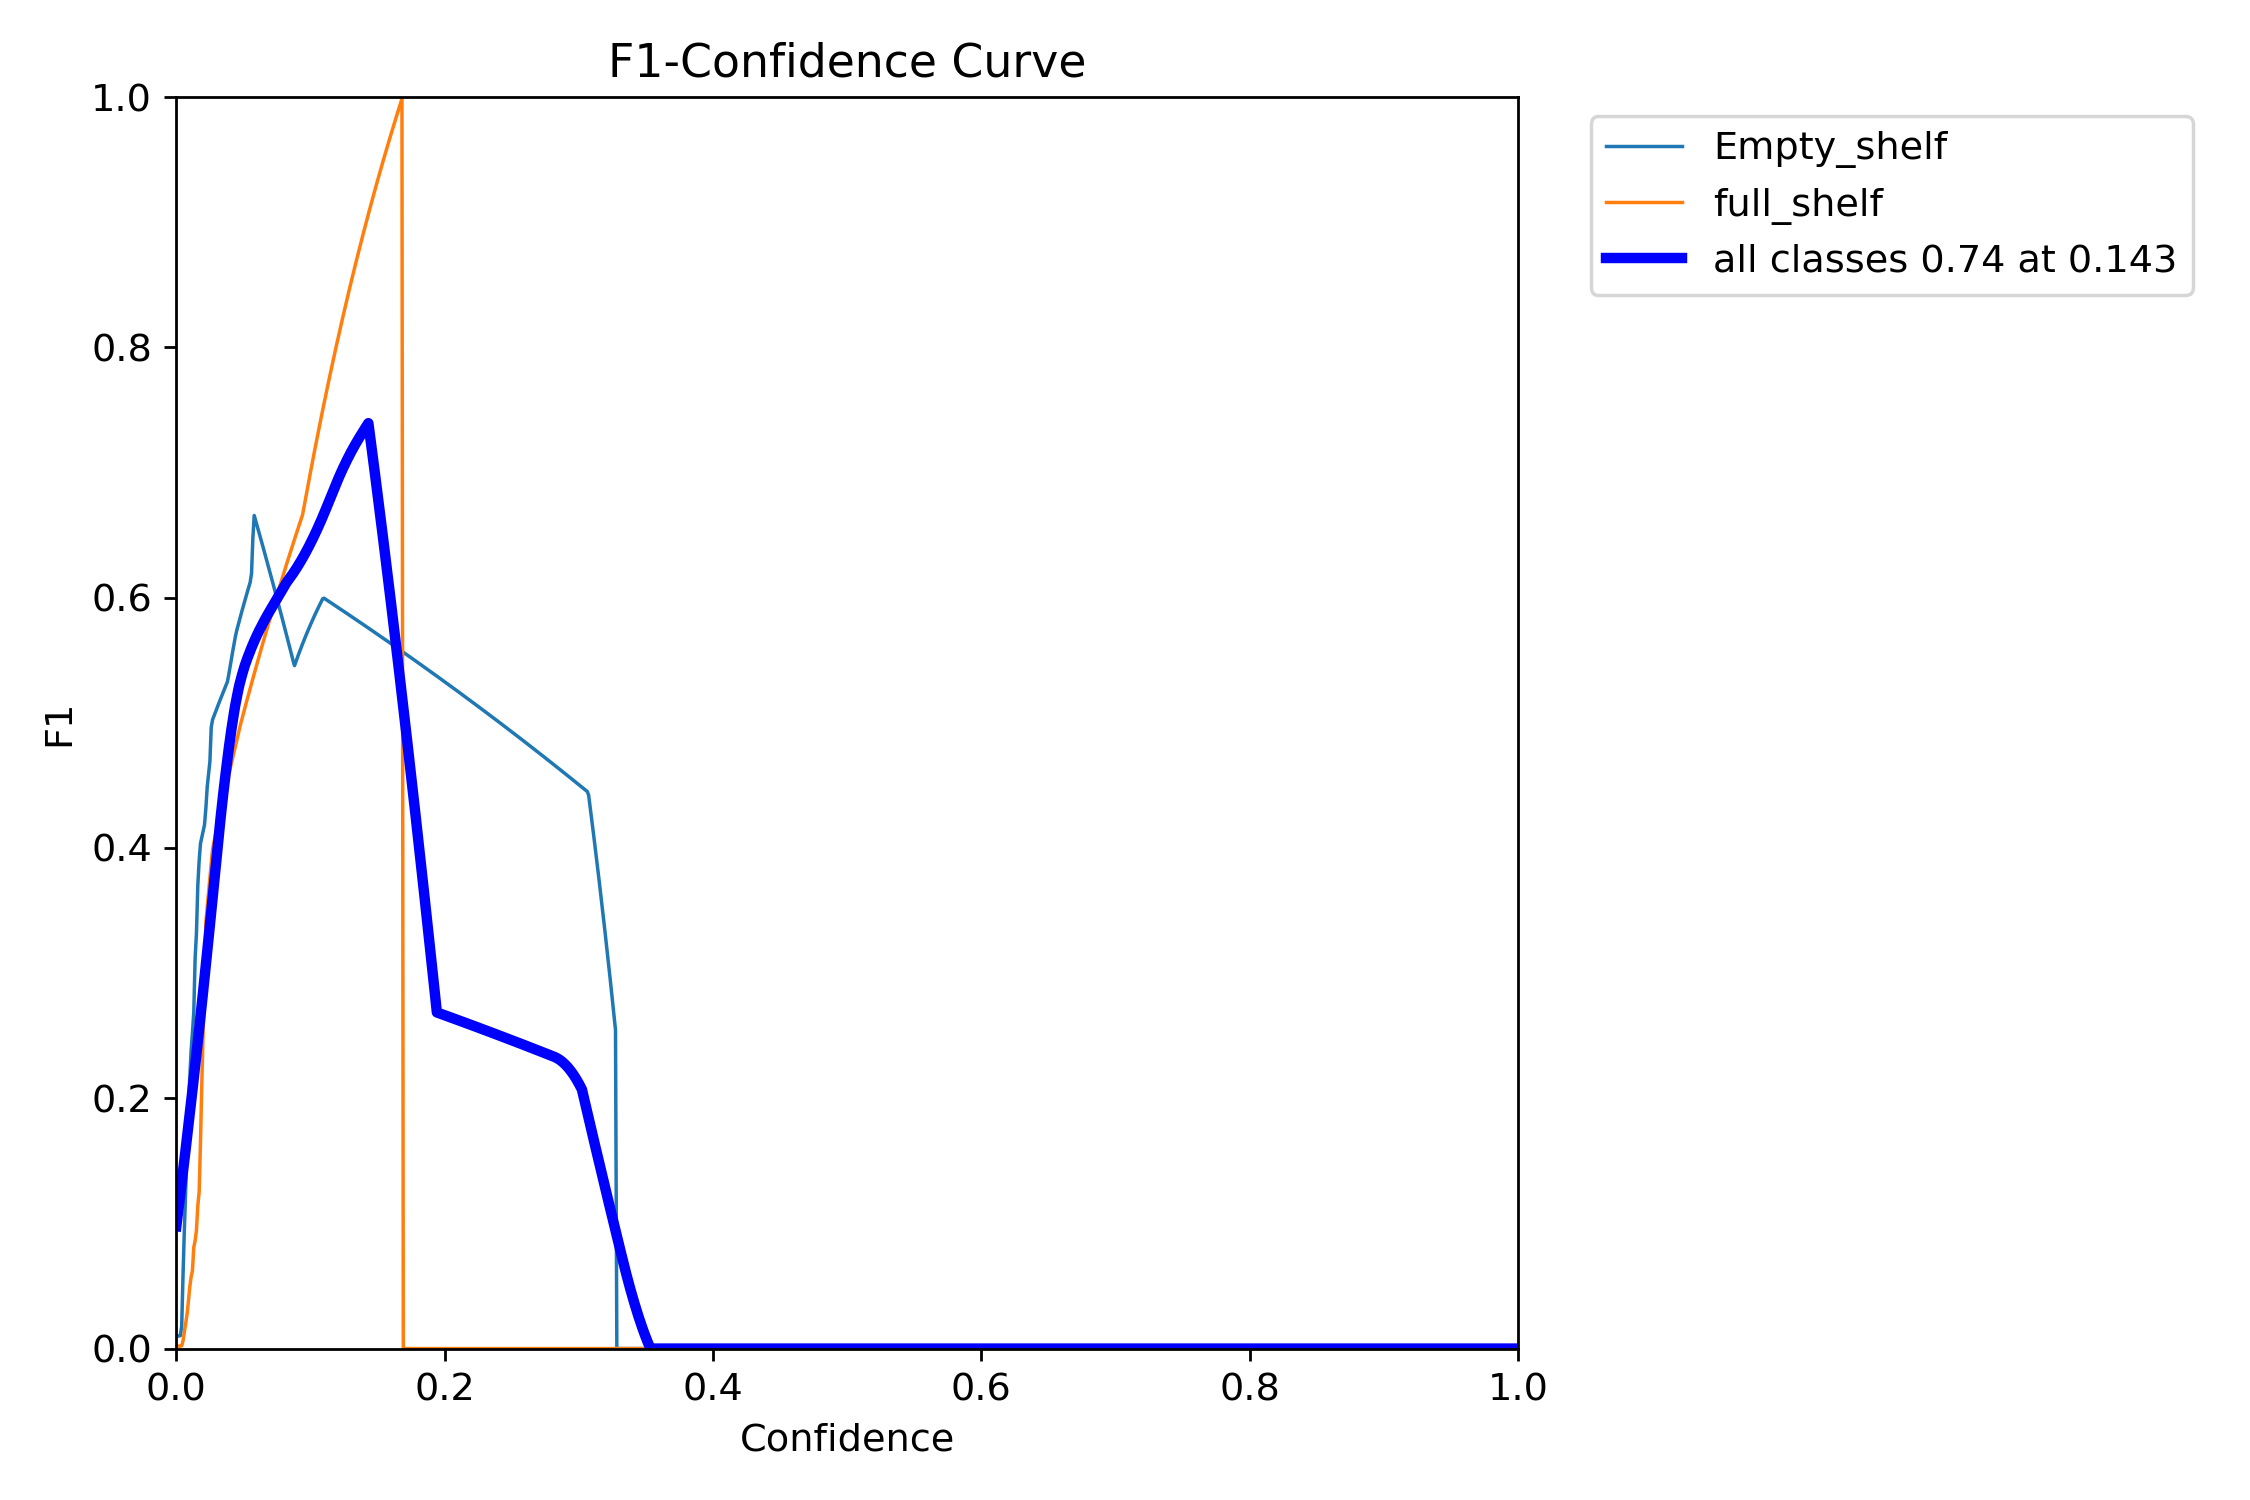 F1-Confidence Curve
Empty_shelf
full_shelf
all classes 0.74 at 0.143
F1
1.0
0.8
0.6
0.4
0.2
0.0
0.0 0.2 0.4 0.6 0.8 1.0
Confidence